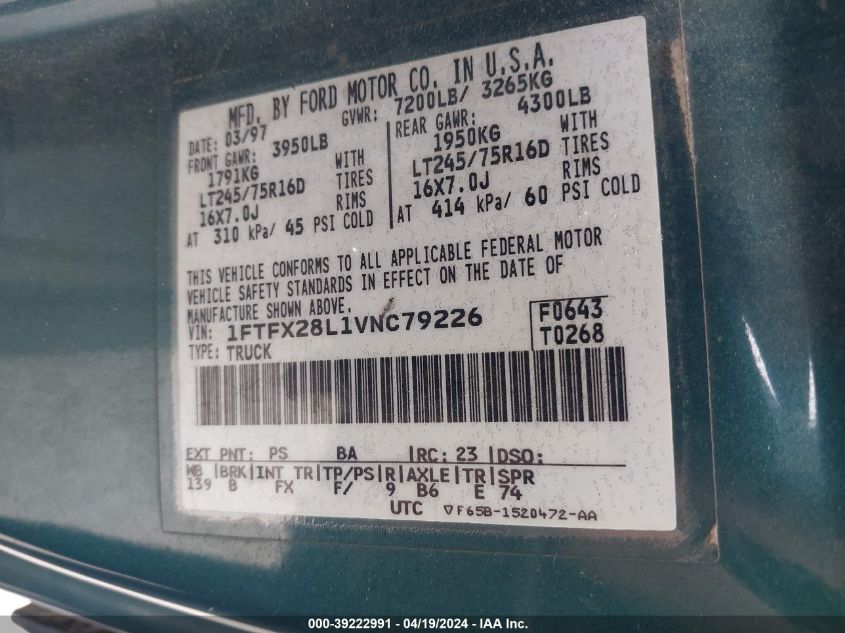 MFD. BY FORD MOTOR CO. IN U.S.A.
DATE: 03/97 GVWR: 7200LB/ 3265KG
FRONT GAWR: 3950LB
1791KG WITH
LT245/75R16D TIRES
16X7.0J RIMS
AT 310 kPa/ 45 PSI COLD
REAR GAWR: 4300LB
1950KG WITH
LT245/75R16D TIRES
16X7.0J RIMS
AT 414 kPa/ 60 PSI COLD
THIS VEHICLE CONFORMS TO ALL APPLICABLE FEDERAL MOTOR
VEHICLE SAFETY STANDARDS IN EFFECT ON THE DATE OF
MANUFACTURE SHOWN ABOVE.
VIN: 1FTFX28L1VNC79226 F0643
TYPE: TRUCK T0268
EXT PNT: PS BA RC: 23 DSO:
WB BRK INT TR TP/PS R AXLE TR SPR
139 B FX F/ 9 B6 E 74
UTC ▽F65B-1520472-AA
000-39222991 - 04/19/2024 - IAA Inc.